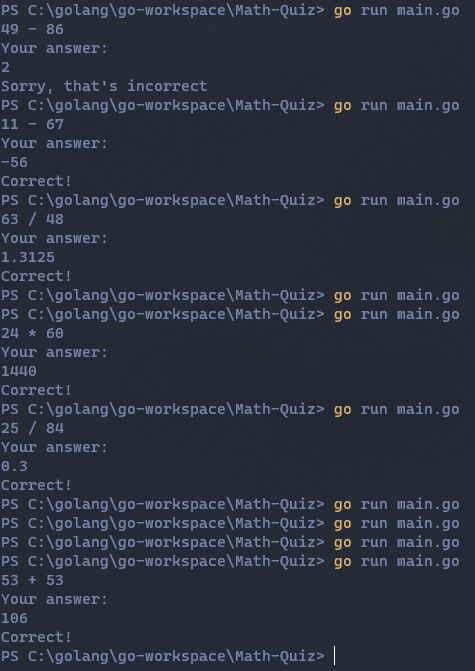 PS C:\golang\go-workspace\Math-Quiz> go run main.go
49 - 86
Your answer:
2
Sorry, that's incorrect
PS C:\golang\go-workspace\Math-Quiz> go run main.go
11 - 67
Your answer:
-56
Correct!
PS C:\golang\go-workspace\Math-Quiz> go run main.go
63 / 48
Your answer:
1.3125
Correct!
PS C:\golang\go-workspace\Math-Quiz> go run main.go
PS C:\golang\go-workspace\Math-Quiz> go run main.go
24 * 60
Your answer:
1440
Correct!
PS C:\golang\go-workspace\Math-Quiz> go run main.go
25 / 84
Your answer:
0.3
Correct!
PS C:\golang\go-workspace\Math-Quiz> go run main.go
PS C:\golang\go-workspace\Math-Quiz> go run main.go
PS C:\golang\go-workspace\Math-Quiz> go run main.go
PS C:\golang\go-workspace\Math-Quiz> go run main.go
53 + 53
Your answer:
106
Correct!
PS C:\golang\go-workspace\Math-Quiz>